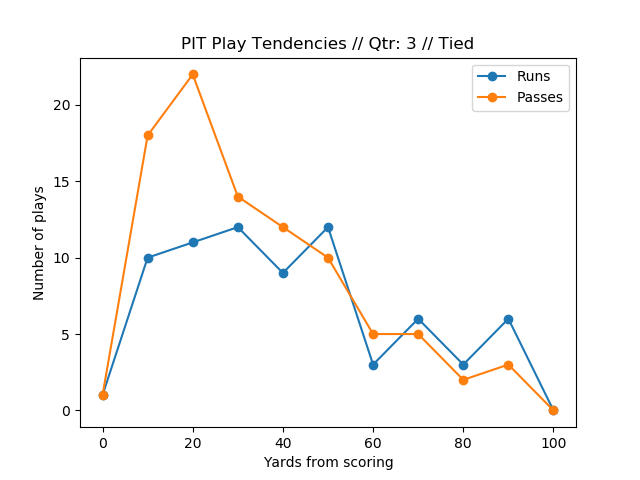 PIT Play Tendencies // Qtr: 3 // Tied
Runs
Passes
Number of plays
20
15
10
5
0
0 20 40 60 80 100
Yards from scoring